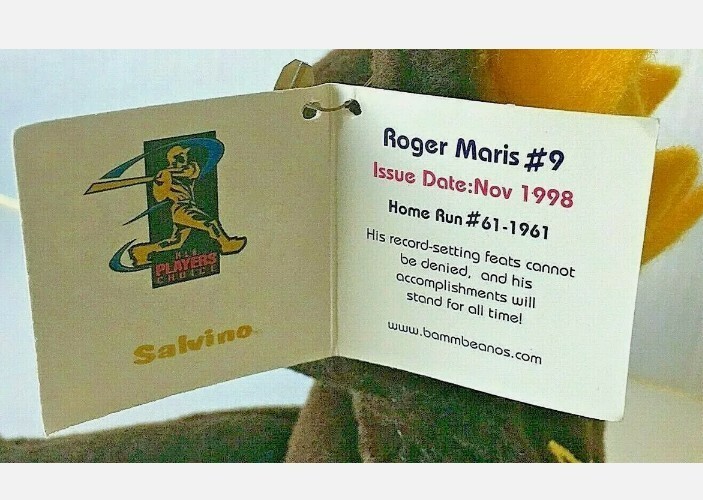 MLB
PLAYERS
CHOICE
Salvino
Roger Maris #9
Issue Date:Nov 1998
Home Run #61-1961
His record-setting feats cannot
be denied, and his
accomplishments will
stand for all time!
www.bammbeanos.com